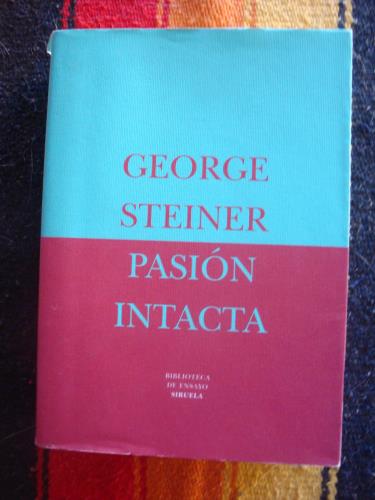 GEORGE
STEINER
PASIÓN
INTACTA
BIBLIOTECA
DE ENSAYO
SIRUELA